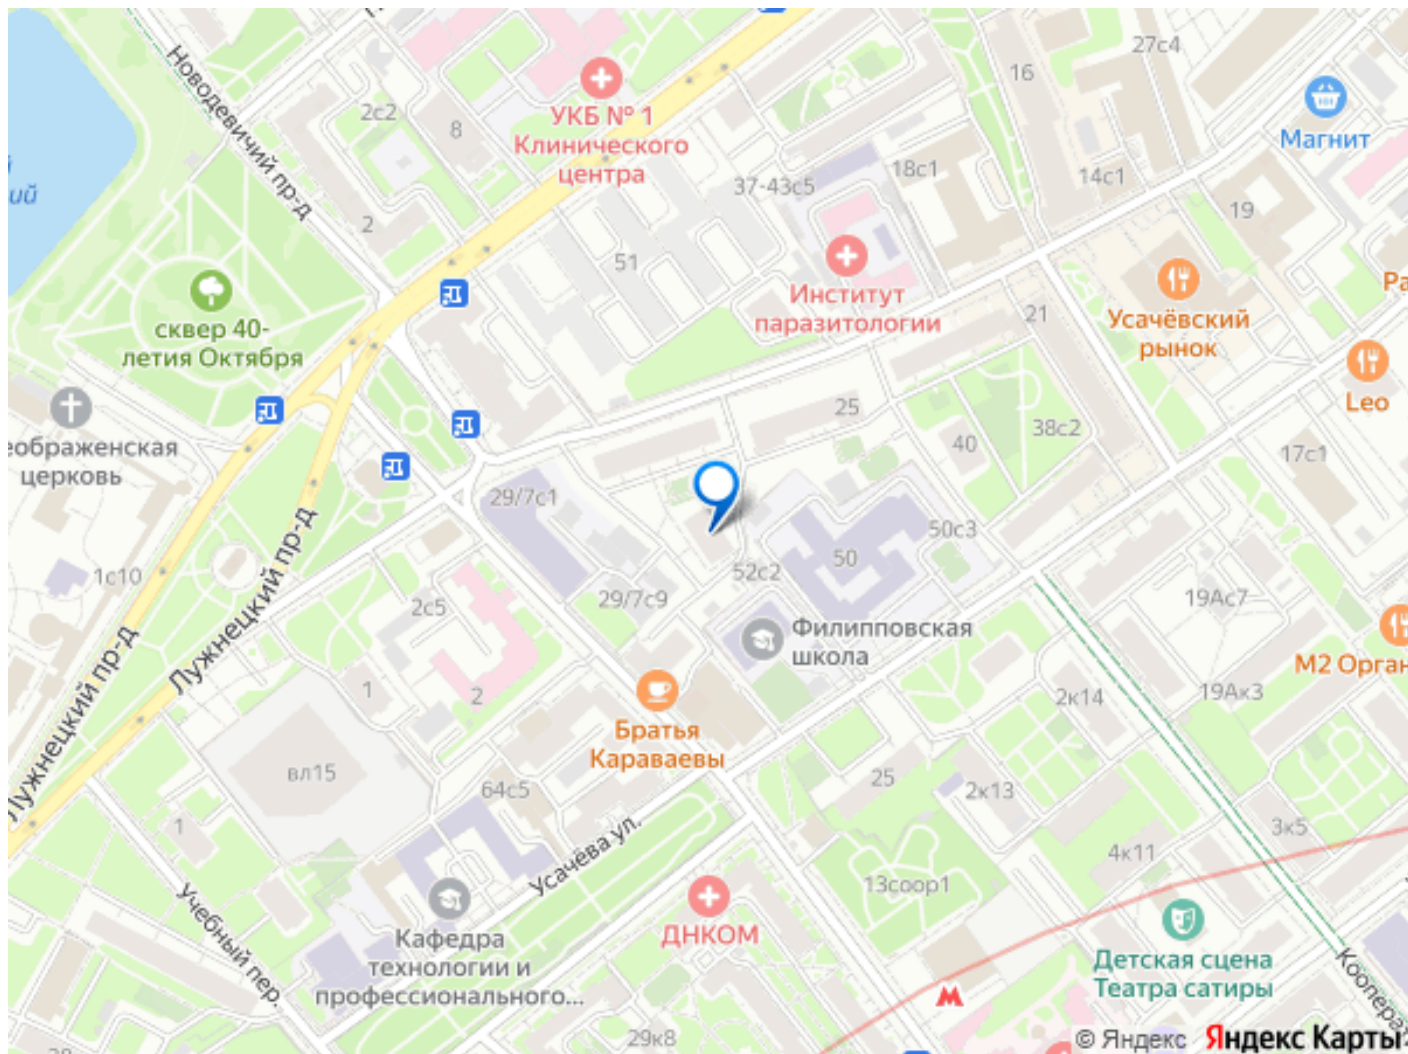 27с4
16
Новодевичий пр-д
2с2
8
УКБ № 1
Клинического
центра
Магнит
18с1
37-43с5
14с1
ий
2
19
51
Институт
паразитологии
21
Усачёвский
рынок
Ра
сквер 40-
летия Октября
Leo
25
38с2
40
17с1
еображенская
церковь
29/7с1
50с3
50
52с2
1с10
2с5
29/7с9
19Ас7
Филипповская
школа
Лужнецкий пр-д
Лужнецкий пр-д
М2 Орган
1
2
2к14
19Ак3
Братья
Караваевы
вл15
64с5
25
2к13
1
3к5
Усачёва ул.
4к11
13соор1
Учебный пер.
ДНКОМ
Кафедра
технологии и
профессионального...
Детская сцена
Театра сатиры
Коопера
29к8
© Яндекс Яндекс Карты